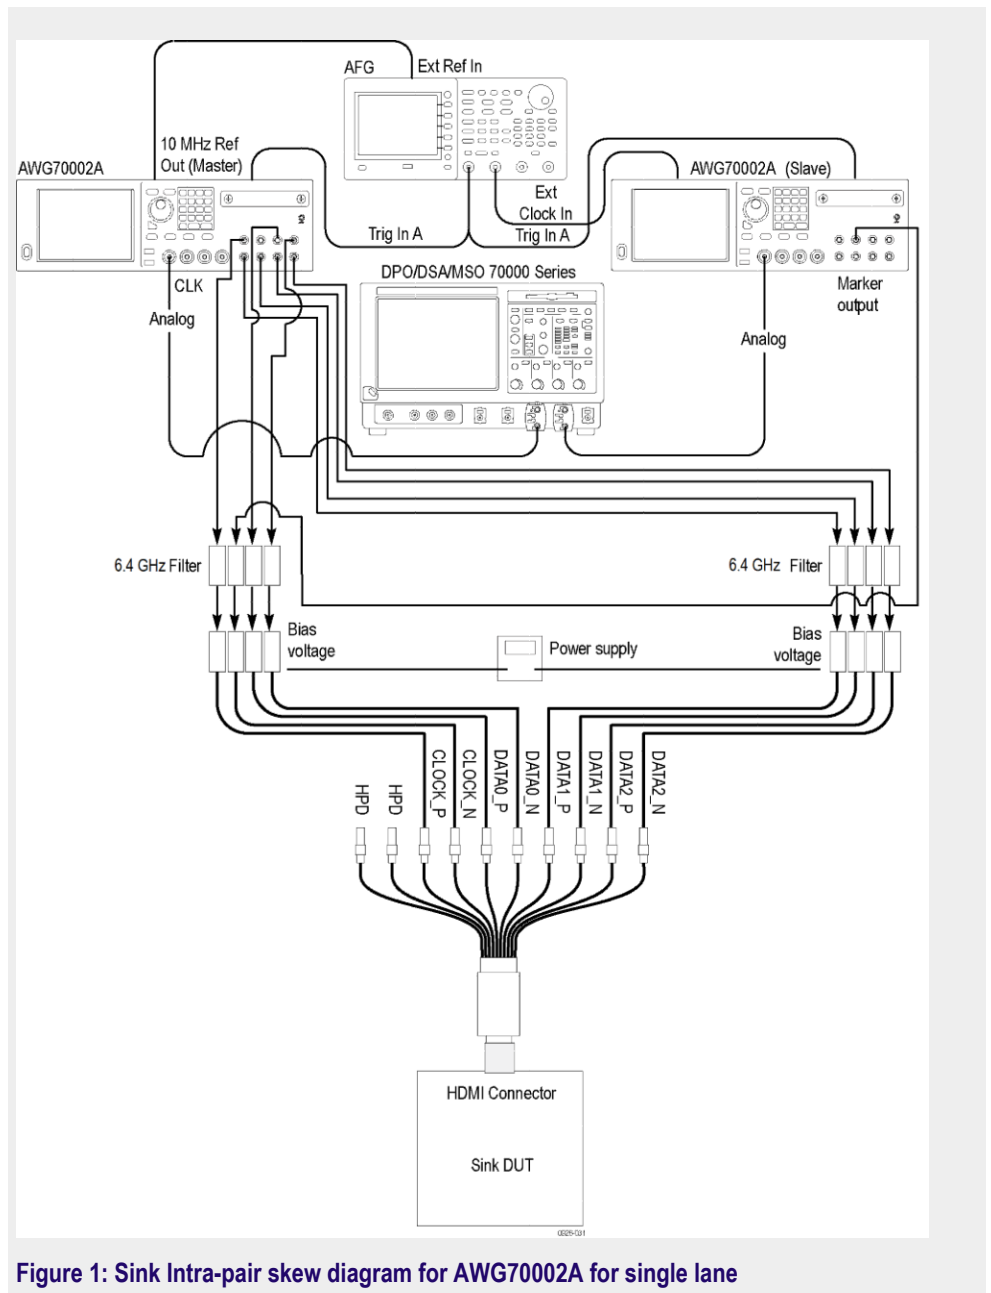 AFG
Ext Ref In
10 MHz Ref
Out (Master)
AWG70002A
AWG70002A (Slave)
Ext
Clock In
Trig In A
Trig In A
DPO/DSA/MSO 70000 Series
CLK
Analog
Marker
output
Analog
6.4 GHz Filter
6.4 GHz Filter
Bias
voltage
Power supply
Bias
voltage
HPD
HPD
CLOCK_P
CLOCK_N
DATA0_P
DATA0_N
DATA1_P
DATA1_N
DATA2_P
DATA2_N
HDMI Connector
Sink DUT
Figure 1: Sink Intra-pair skew diagram for AWG70002A for single lane